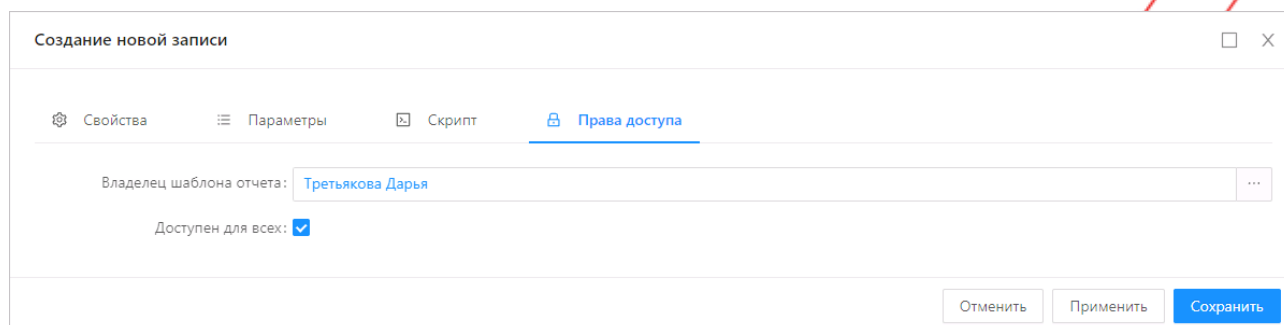 Создание новой записи
Свойства Параметры Скрипт Права доступа
Владелец шаблона отчета: Третьякова Дарья ...
Доступен для всех:
Отменить Применить Сохранить